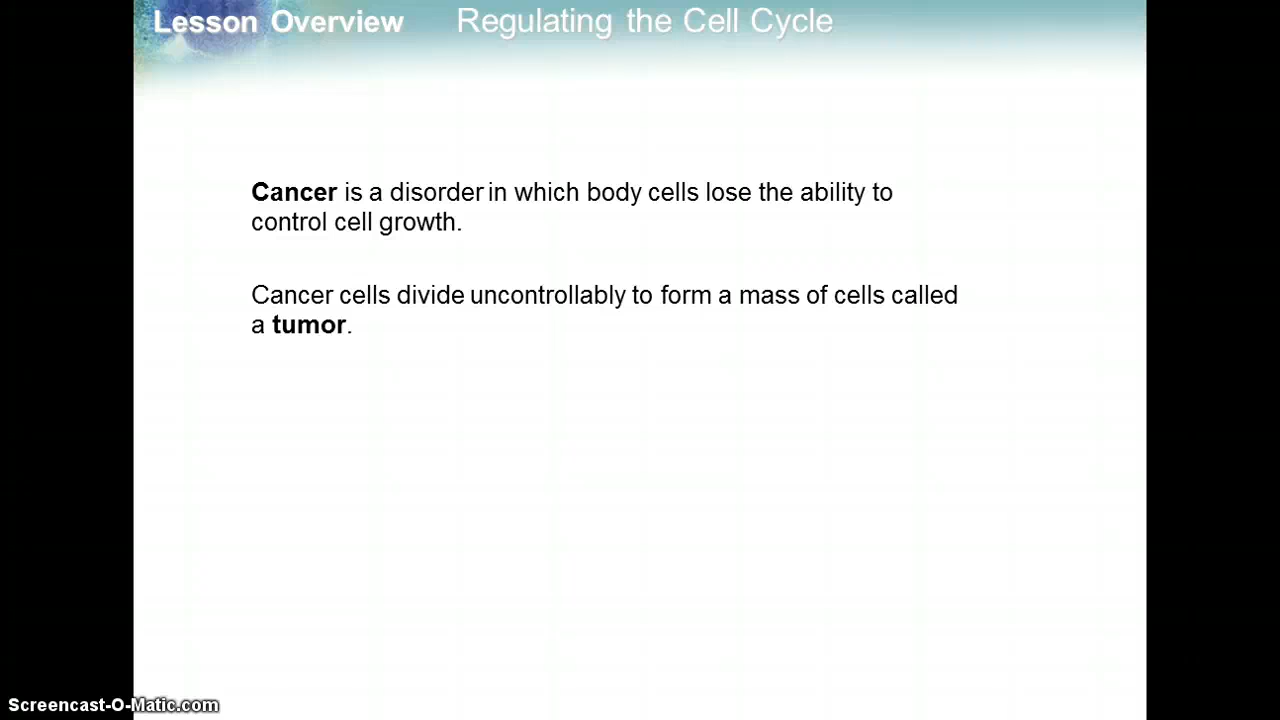 Lesson Overview Regulating the Cell Cycle
Cancer is a disorder in which body cells lose the ability to
control cell growth.
Cancer cells divide uncontrollably to form a mass of cells called
a tumor.
Screencast-O-Matic.com